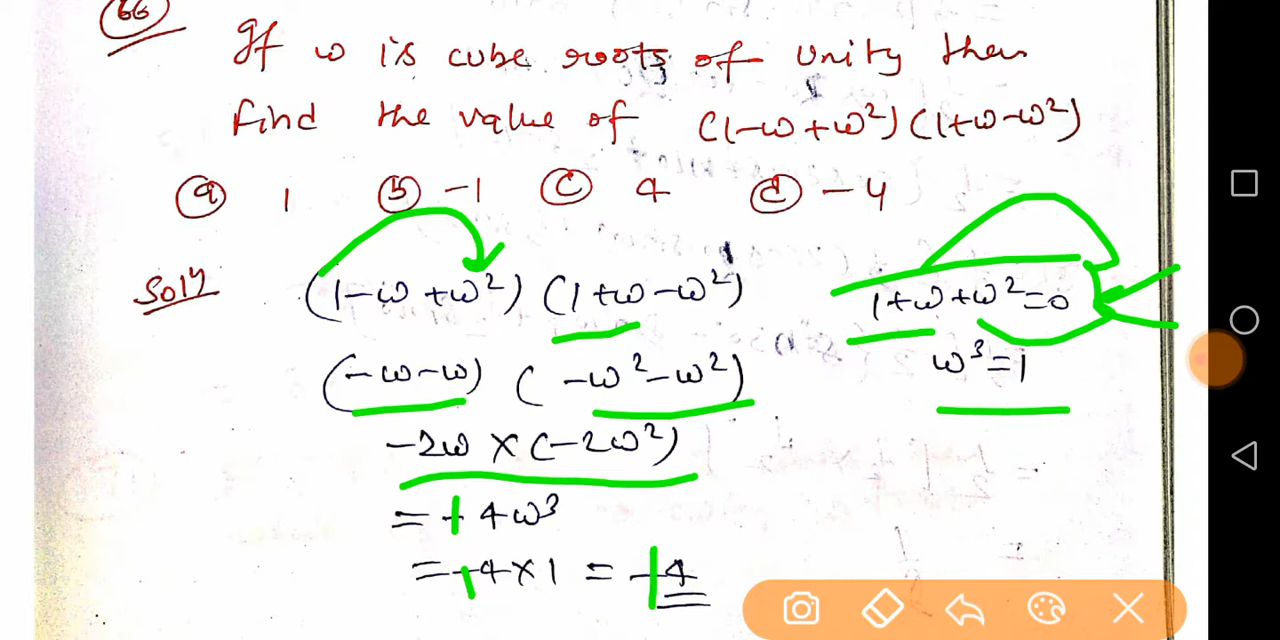 66
If ω is cube roots of unity then
find the value of (1-ω+ω²)(1+ω-ω²)
(a) 1 (b) -1 (c) 4 (d) -4
Solⁿ (1-ω+ω²) (1+ω-ω²) 1+ω+ω²=0
(-ω-ω) (-ω²-ω²) ω³=1
-2ω × (-2ω²)
= +4ω³
= +4×1 = +4